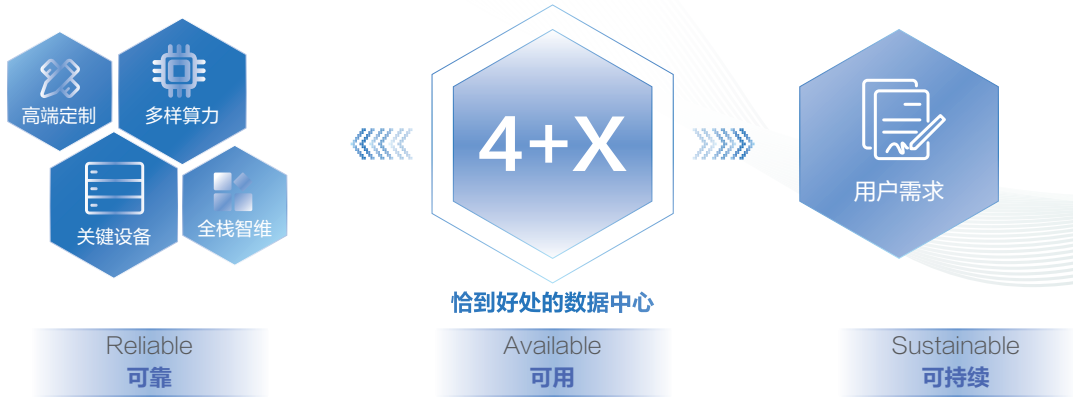 高端定制
多样算力
关键设备
全栈智维
4+X
用户需求
恰到好处的数据中心
Reliable
可靠
Available
可用
Sustainable
可持续